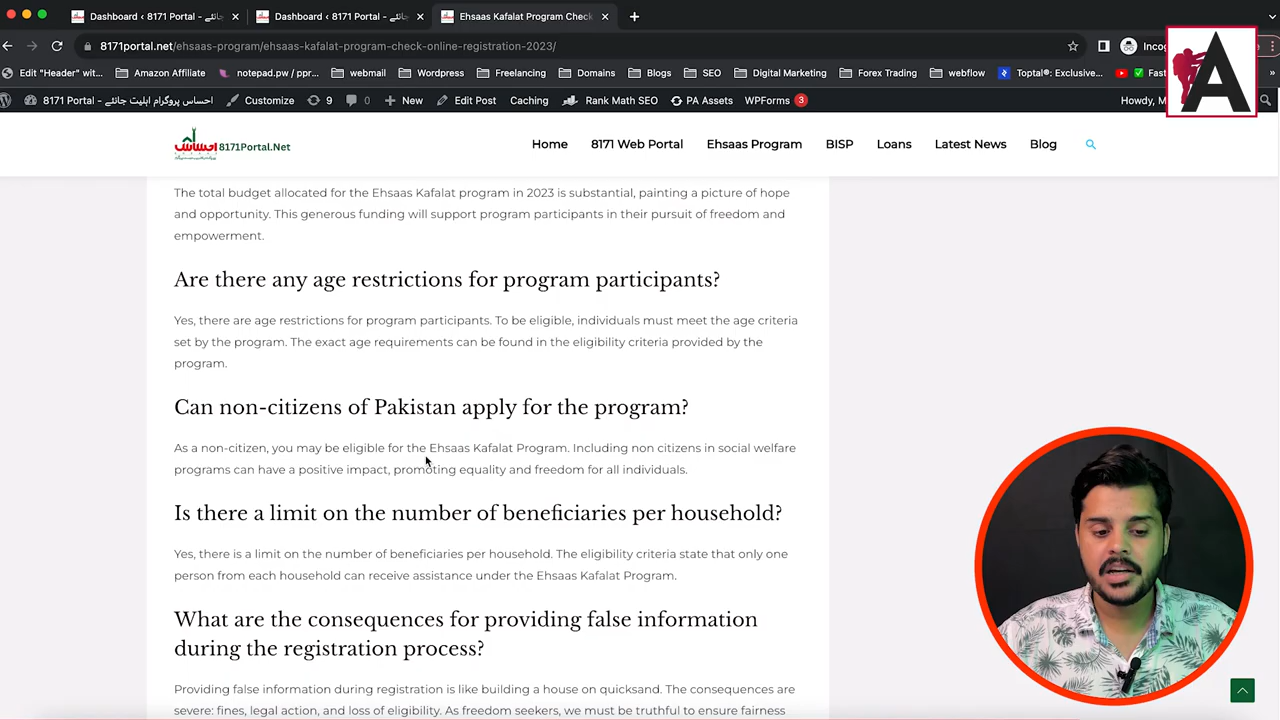 Dashboard ‹ 8171 Portal - جانئے
Dashboard ‹ 8171 Portal - جانئے
Ehsaas Kafalat Program Check
8171portal.net/ehsaas-program/ehsaas-kafalat-program-check-online-registration-2023/
Incog
Edit "Header" wit...
Amazon Affiliate
notepad.pw / ppr...
webmail
Wordpress
Freelancing
Domains
Blogs
SEO
Digital Marketing
Forex Trading
webflow
Toptal®: Exclusive...
Fast
8171 Portal - احساس پروگرام اہلیت جانئے
Customize
9
0
New
Edit Post
Caching
Rank Math SEO
PA Assets
WPForms 3
Howdy, M
A
احساس 8171Portal.Net
Home
8171 Web Portal
Ehsaas Program
BISP
Loans
Latest News
Blog
The total budget allocated for the Ehsaas Kafalat program in 2023 is substantial, painting a picture of hope
and opportunity. This generous funding will support program participants in their pursuit of freedom and
empowerment.
Are there any age restrictions for program participants?
Yes, there are age restrictions for program participants. To be eligible, individuals must meet the age criteria
set by the program. The exact age requirements can be found in the eligibility criteria provided by the
program.
Can non-citizens of Pakistan apply for the program?
As a non-citizen, you may be eligible for the Ehsaas Kafalat Program. Including non citizens in social welfare
programs can have a positive impact, promoting equality and freedom for all individuals.
Is there a limit on the number of beneficiaries per household?
Yes, there is a limit on the number of beneficiaries per household. The eligibility criteria state that only one
person from each household can receive assistance under the Ehsaas Kafalat Program.
What are the consequences for providing false information
during the registration process?
Providing false information during registration is like building a house on quicksand. The consequences are
severe: fines, legal action, and loss of eligibility. As freedom seekers, we must be truthful to ensure fairness